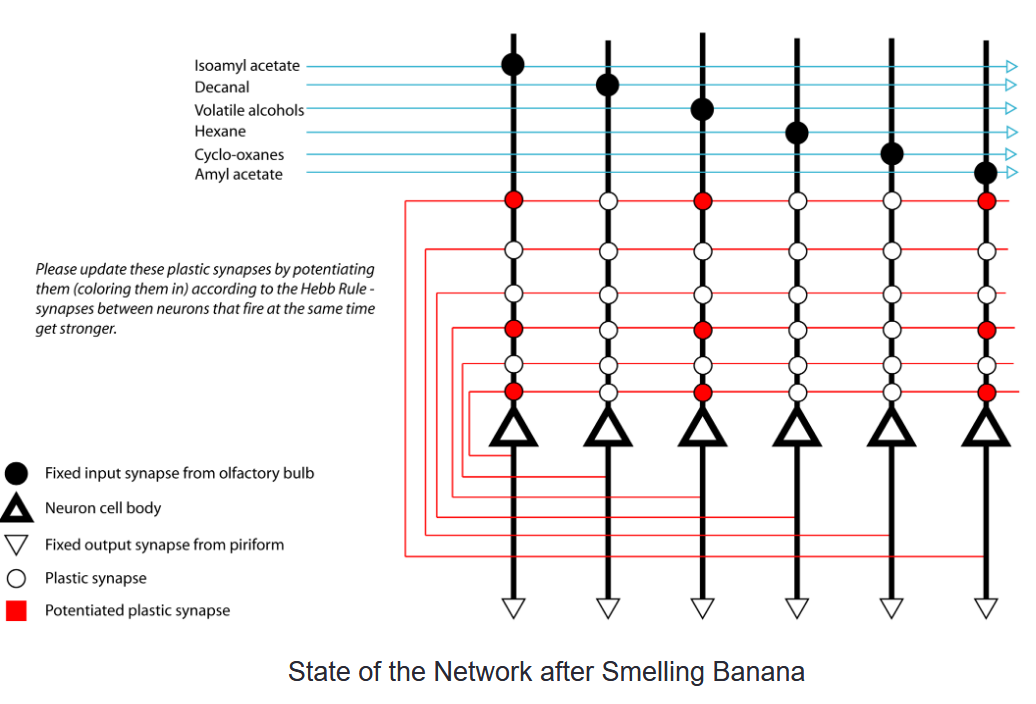 Isoamyl acetate
Decanal
Volatile alcohols
Hexane
Cyclo-oxanes
Amyl acetate
Please update these plastic synapses by potentiating
them (coloring them in) according to the Hebb Rule -
synapses between neurons that fire at the same time
get stronger.
Fixed input synapse from olfactory bulb
Neuron cell body
Fixed output synapse from piriform
Plastic synapse
Potentiated plastic synapse
State of the Network after Smelling Banana